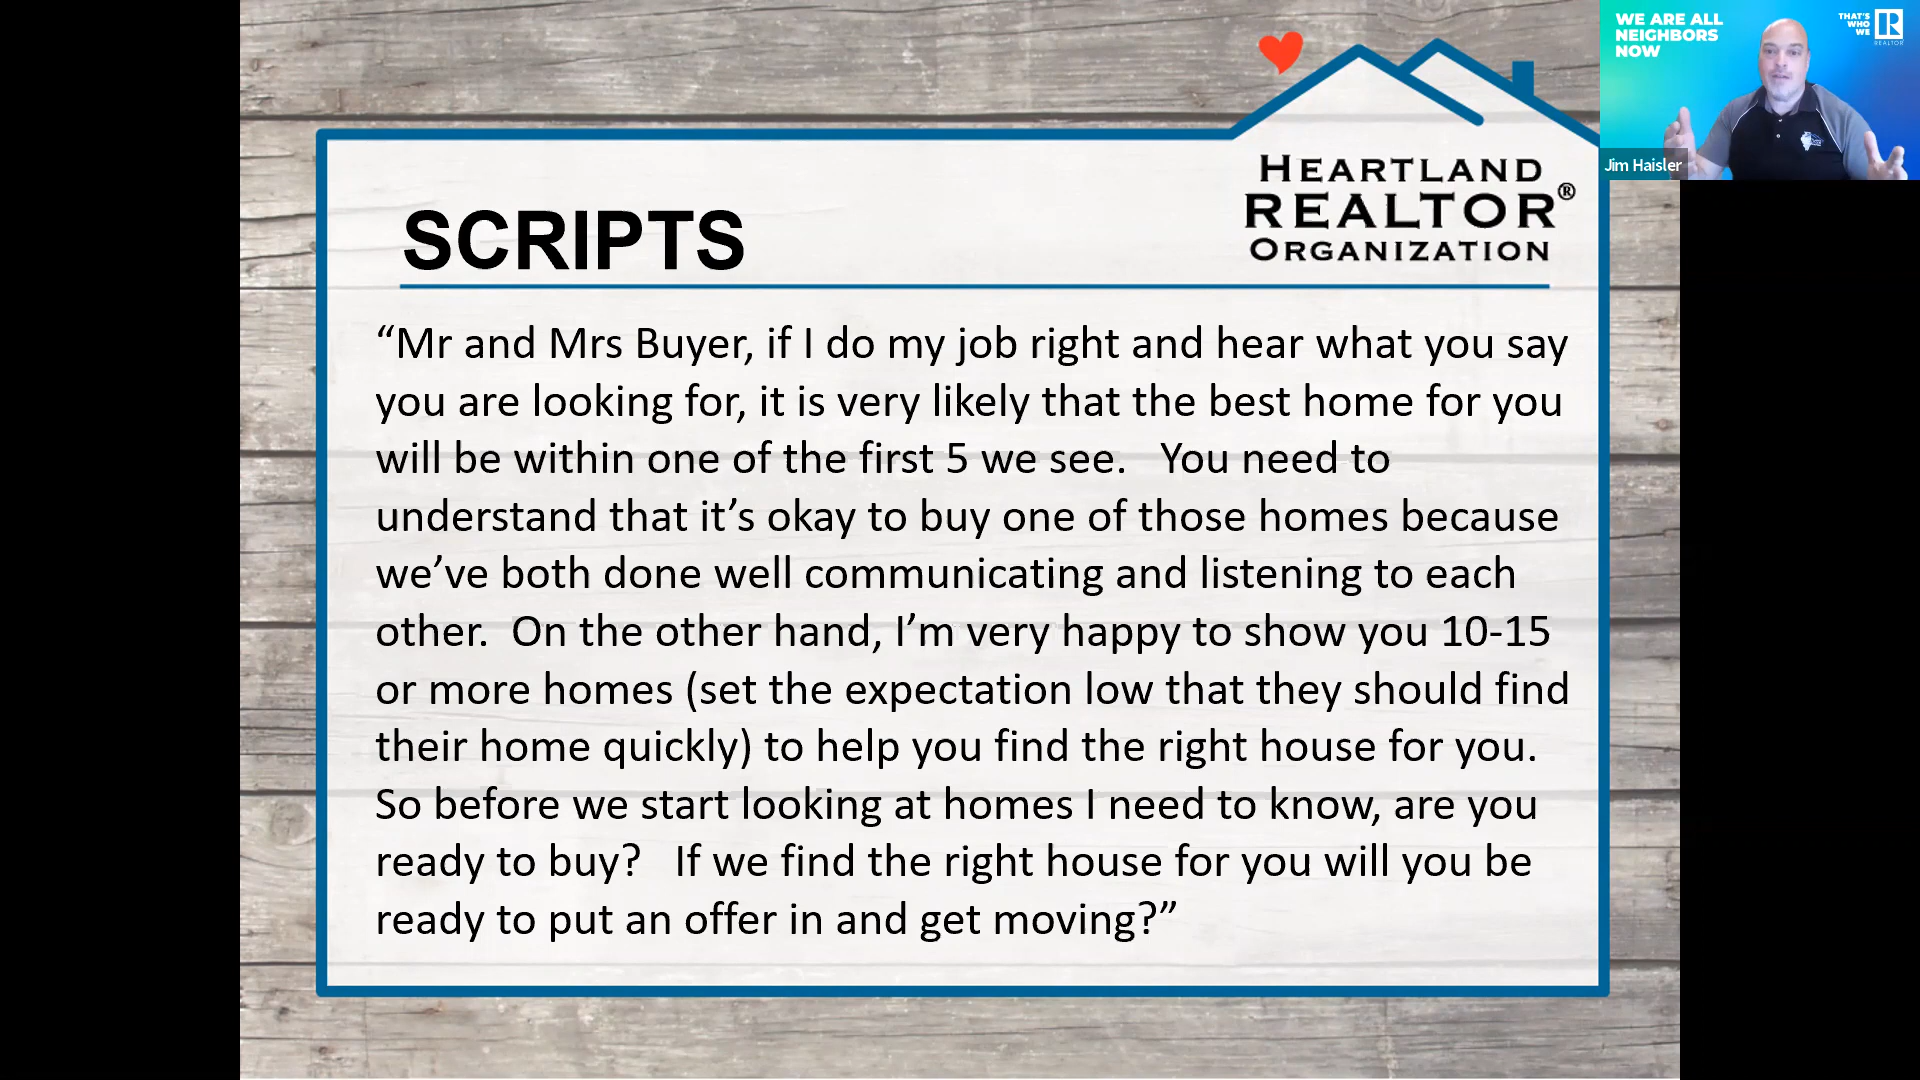 WE ARE ALL
NEIGHBORS
NOW
THAT'S
WHO
WE
R
REALTOR
Jim Haisler
HEARTLAND
REALTOR®
ORGANIZATION
SCRIPTS
“Mr and Mrs Buyer, if I do my job right and hear what you say
you are looking for, it is very likely that the best home for you
will be within one of the first 5 we see.   You need to
understand that it’s okay to buy one of those homes because
we’ve both done well communicating and listening to each
other.  On the other hand, I’m very happy to show you 10-15
or more homes (set the expectation low that they should find
their home quickly) to help you find the right house for you.
So before we start looking at homes I need to know, are you
ready to buy?   If we find the right house for you will you be
ready to put an offer in and get moving?”